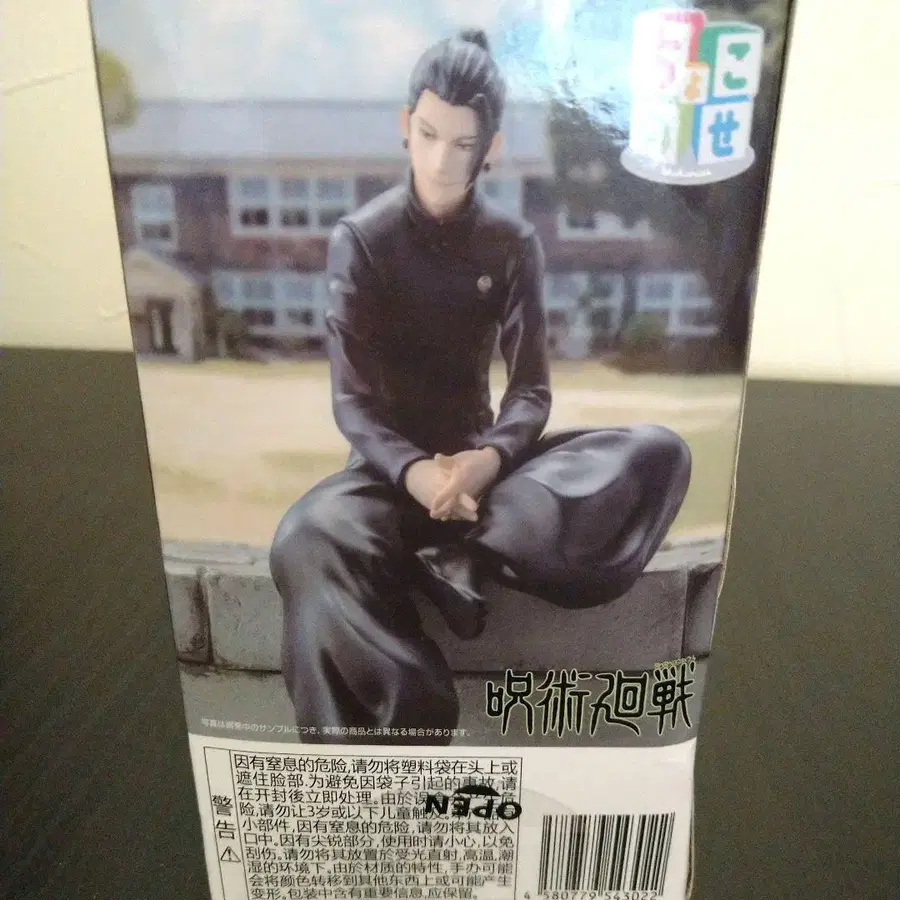 ちょこ
のせ
呪術廻戦
写真は監修中のサンプルにつき、実際の商品とは異なる場合があります。
警告
因有窒息的危险,请勿将塑料袋在头上或
遮住脸部.为避免因袋子引起的事故,请
在开封後立即处理。由於误
险,请勿让3岁或以下儿童触
小部件,因有窒息的危险,请勿将其放入
口中。因有尖锐部分,使用时请小心,以免
刮伤。请勿将其放置於受光直射,高温,潮
湿的环境下。由於材质的特性,手办可能
会将颜色转移到其他东西上或可能产生
变形。包装中含有重要信息,应保留。
OPEN
4 580779 543022